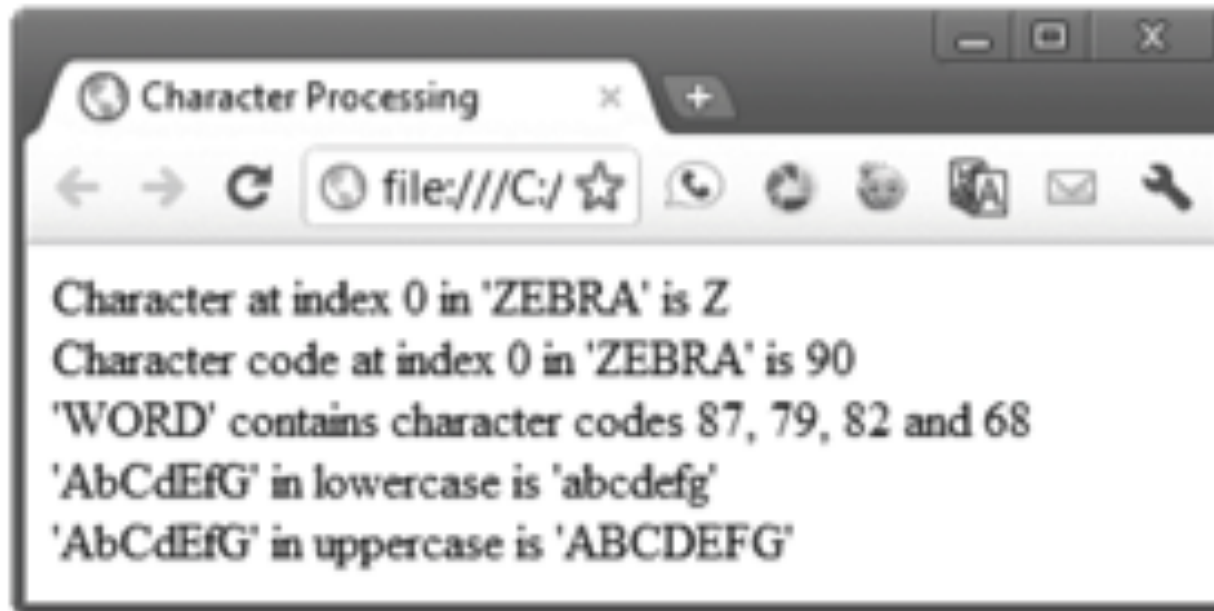 Character Processing
file:///C:/
Character at index 0 in 'ZEBRA' is Z
Character code at index 0 in 'ZEBRA' is 90
'WORD' contains character codes 87, 79, 82 and 68
'AbCdEfG' in lowercase is 'abcdefg'
'AbCdEfG' in uppercase is 'ABCDEFG'